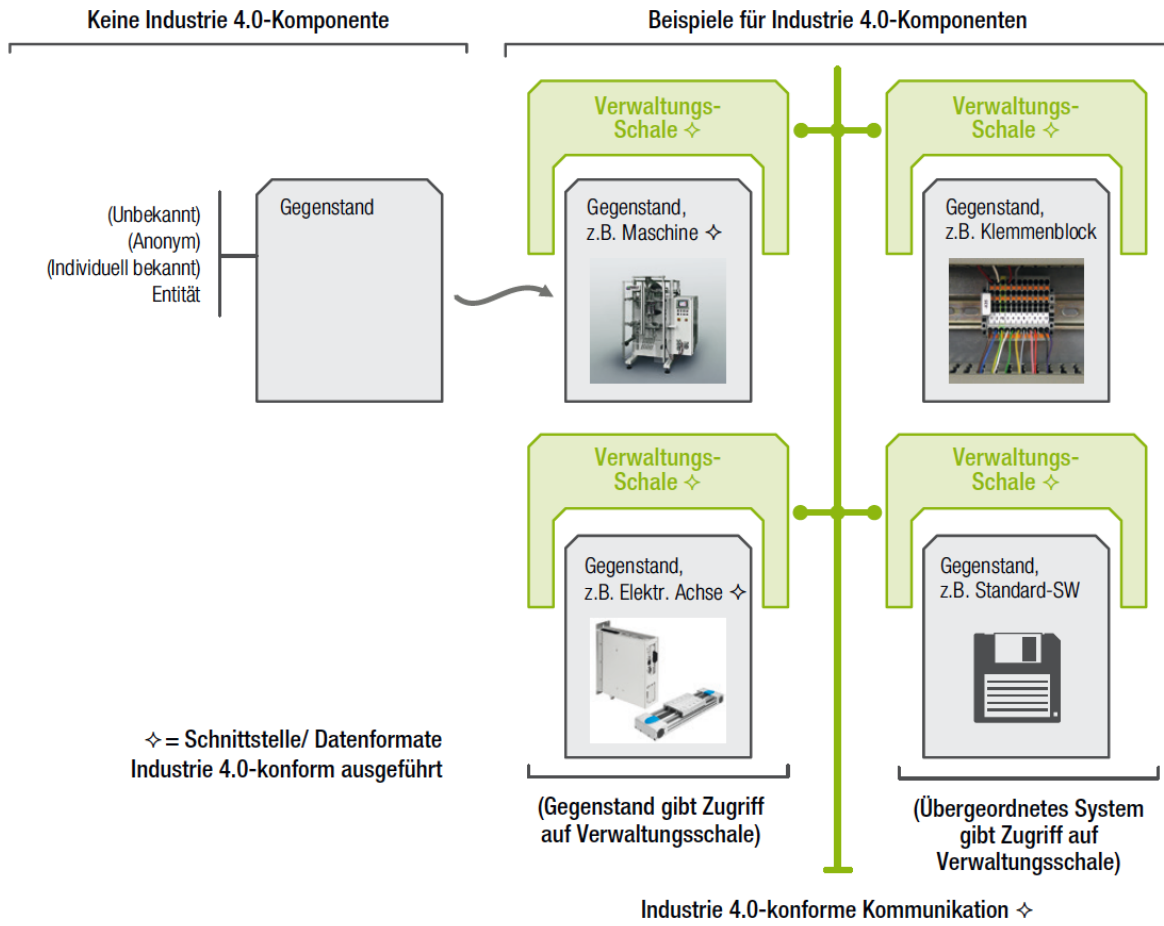 Keine Industrie 4.0-Komponente
Beispiele für Industrie 4.0-Komponenten
(Unbekannt)
(Anonym)
(Individuell bekannt)
Entität
Gegenstand
Verwaltungs-
Schale ✧
Gegenstand,
z.B. Maschine ✧
Verwaltungs-
Schale ✧
Gegenstand,
z.B. Klemmenblock
Verwaltungs-
Schale ✧
Gegenstand,
z.B. Elektr. Achse ✧
Verwaltungs-
Schale ✧
Gegenstand,
z.B. Standard-SW
✧ = Schnittstelle/ Datenformate
Industrie 4.0-konform ausgeführt
(Gegenstand gibt Zugriff
auf Verwaltungsschale)
(Übergeordnetes System
gibt Zugriff auf
Verwaltungsschale)
Industrie 4.0-konforme Kommunikation ✧